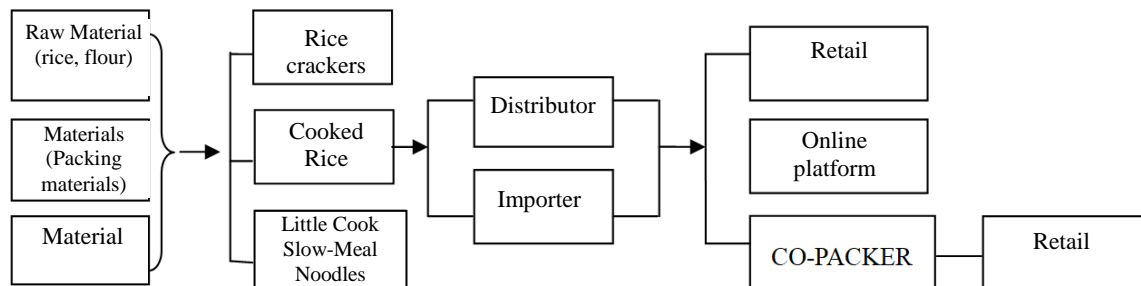 Raw Material
(rice, flour)
Materials
(Packing
materials)
Material
Rice
crackers
Cooked
Rice
Little Cook
Slow-Meal
Noodles
Distributor
Importer
Retail
Online
platform
CO-PACKER
Retail